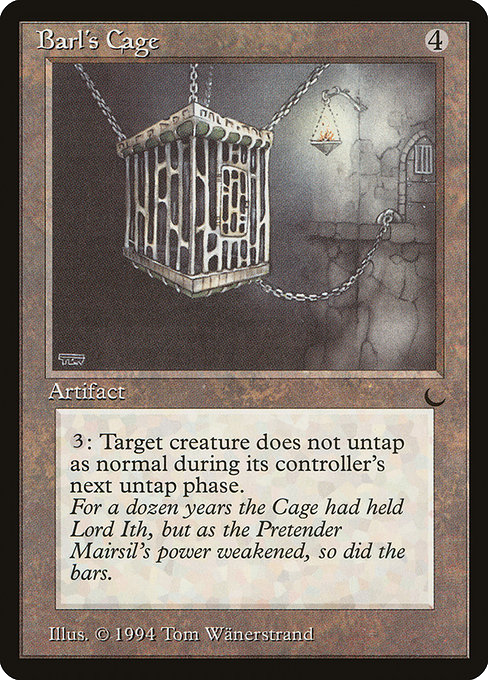 Barl's Cage 4
TCW
Artifact
3: Target creature does not untap
as normal during its controller's
next untap phase.
For a dozen years the Cage had held
Lord Ith, but as the Pretender
Mairsil's power weakened, so did the
bars.
Illus. © 1994 Tom Wänerstrand